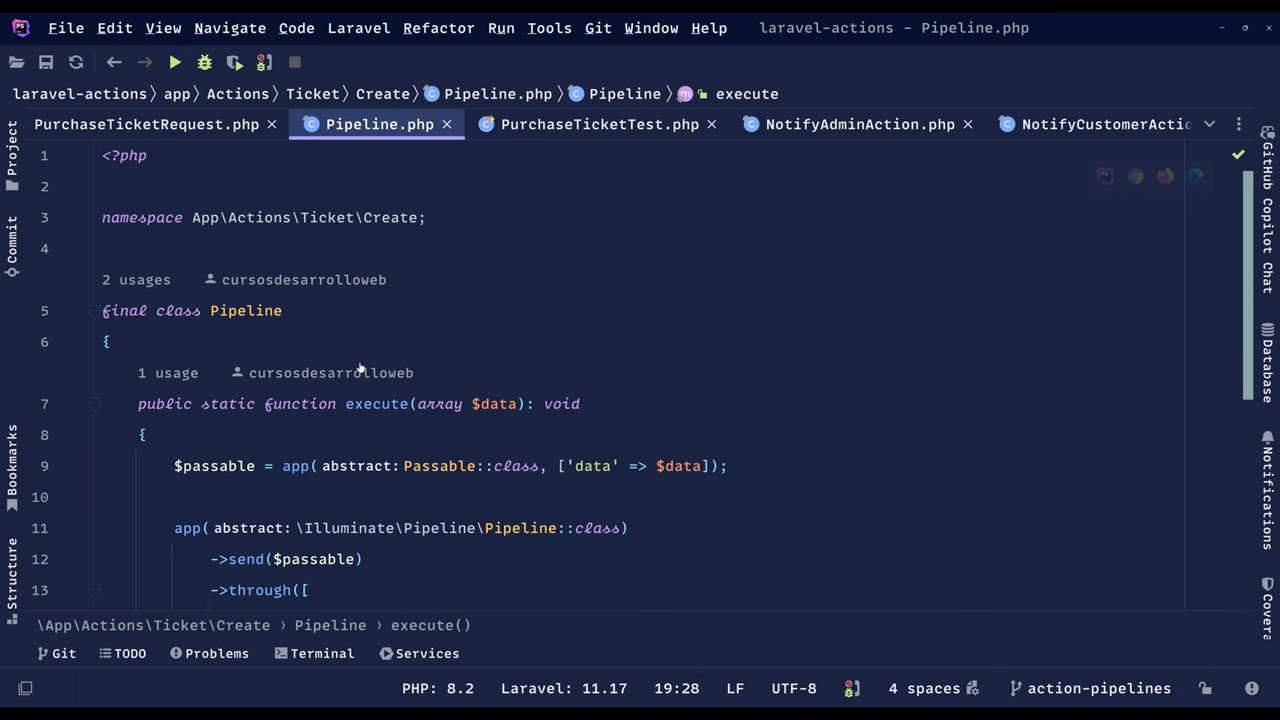 File Edit View Navigate Code Laravel Refactor Run Tools Git Window Help laravel-actions - Pipeline.php
laravel-actions app Actions Ticket Create Pipeline.php Pipeline m execute
PurchaseTicketRequest.php Pipeline.php PurchaseTicketTest.php NotifyAdminAction.php NotifyCustomerActio
1 <?php
2
3 namespace App\Actions\Ticket\Create;
4
2 usages cursosdesarrolloweb
5 final class Pipeline
6 {
1 usage cursosdesarrolloweb
7 public static function execute(array $data): void
8 {
9 $passable = app( abstract: Passable::class, ['data' => $data]);
10
11 app( abstract: \Illuminate\Pipeline\Pipeline::class)
12 ->send($passable)
13 ->through([
\App\Actions\Ticket\Create › Pipeline › execute()
Git TODO Problems Terminal Services
PHP: 8.2 Laravel: 11.17 19:28 LF UTF-8 4 spaces action-pipelines
Project
Commit
Bookmarks
Structure
GitHub Copilot Chat
Database
Notifications
Covera
PS